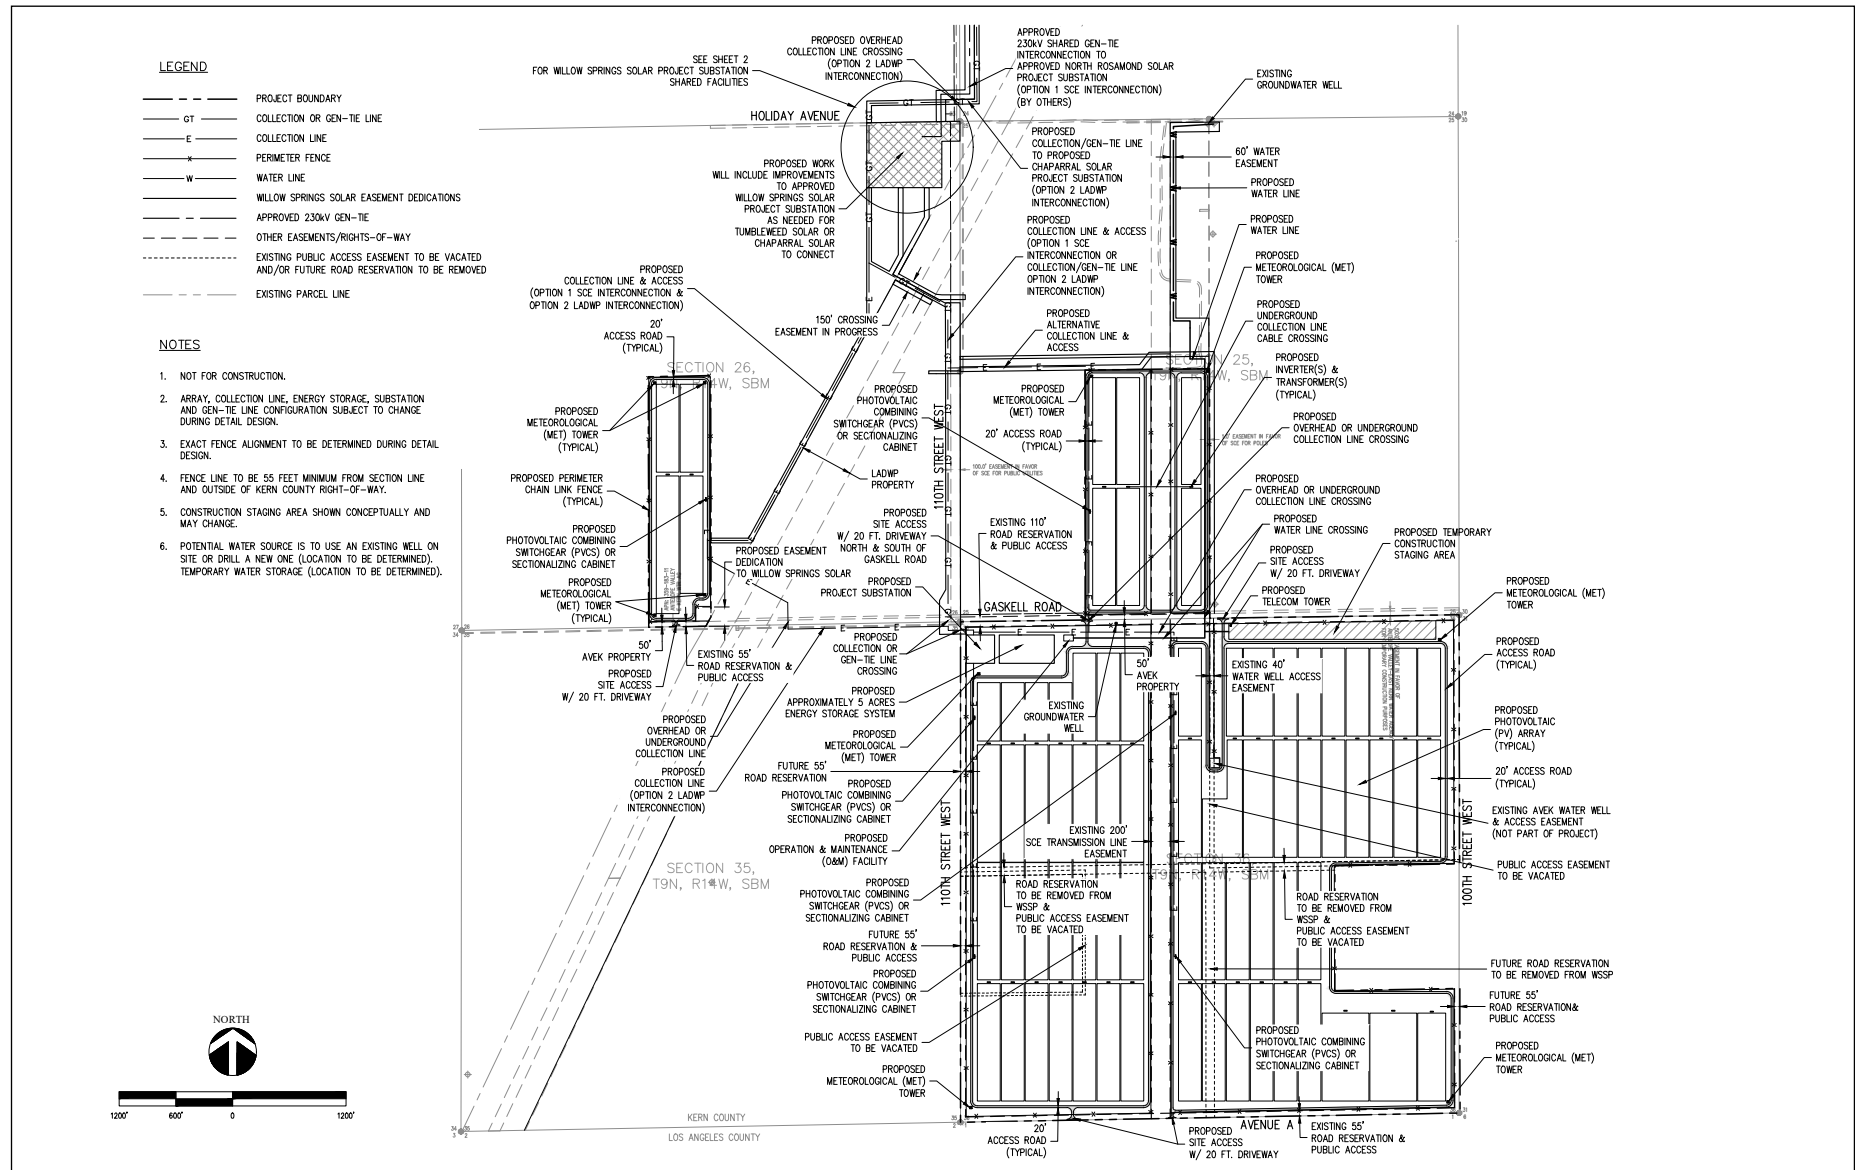 LEGEND
PROJECT BOUNDARY
GT
COLLECTION OR GEN-TIE LINE
E
COLLECTION LINE
x
PERIMETER FENCE
W
WATER LINE
WILLOW SPRINGS SOLAR EASEMENT DEDICATIONS
APPROVED 230kV GEN-TIE
OTHER EASEMENTS/RIGHTS-OF-WAY
EXISTING PUBLIC ACCESS EASEMENT TO BE VACATED
AND/OR FUTURE ROAD RESERVATION TO BE REMOVED
EXISTING PARCEL LINE
NOTES
1. NOT FOR CONSTRUCTION.
2. ARRAY, COLLECTION LINE, ENERGY STORAGE, SUBSTATION
AND GEN-TIE LINE CONFIGURATION SUBJECT TO CHANGE
DURING DETAIL DESIGN.
3. EXACT FENCE ALIGNMENT TO BE DETERMINED DURING DETAIL
DESIGN.
4. FENCE LINE TO BE 55 FEET MINIMUM FROM SECTION LINE
AND OUTSIDE OF KERN COUNTY RIGHT-OF-WAY.
5. CONSTRUCTION STAGING AREA SHOWN CONCEPTUALLY AND
MAY CHANGE.
6. POTENTIAL WATER SOURCE IS TO USE AN EXISTING WELL ON
SITE OR DRILL A NEW ONE (LOCATION TO BE DETERMINED).
TEMPORARY WATER STORAGE (LOCATION TO BE DETERMINED).
NORTH
1200' 600' 0 1200'
SEE SHEET 2
FOR WILLOW SPRINGS SOLAR PROJECT SUBSTATION
SHARED FACILITIES
PROPOSED OVERHEAD
COLLECTION LINE CROSSING
(OPTION 2 LADWP
INTERCONNECTION)
APPROVED
230kV SHARED GEN-TIE
INTERCONNECTION TO
APPROVED NORTH ROSAMOND SOLAR
PROJECT SUBSTATION
(OPTION 1 SCE INTERCONNECTION)
(BY OTHERS)
EXISTING
GROUNDWATER WELL
HOLIDAY AVENUE
GT
PROPOSED WORK
WILL INCLUDE IMPROVEMENTS
TO APPROVED
WILLOW SPRINGS SOLAR
PROJECT SUBSTATION
AS NEEDED FOR
TUMBLEWEED SOLAR OR
CHAPARRAL SOLAR
TO CONNECT
PROPOSED
COLLECTION/GEN-TIE LINE
TO PROPOSED
CHAPARRAL SOLAR
PROJECT SUBSTATION
(OPTION 2 LADWP
INTERCONNECTION)
60' WATER
EASEMENT
PROPOSED
WATER LINE
PROPOSED
WATER LINE
PROPOSED
COLLECTION LINE & ACCESS
(OPTION 1 SCE
INTERCONNECTION OR
COLLECTION/GEN-TIE LINE
OPTION 2 LADWP
INTERCONNECTION)
PROPOSED
METEOROLOGICAL (MET)
TOWER
PROPOSED
COLLECTION LINE & ACCESS
(OPTION 1 SCE INTERCONNECTION &
OPTION 2 LADWP INTERCONNECTION)
150' CROSSING
EASEMENT IN PROGRESS
PROPOSED
ALTERNATIVE
COLLECTION LINE &
ACCESS
PROPOSED
UNDERGROUND
COLLECTION LINE
CABLE CROSSING
20'
ACCESS ROAD
(TYPICAL)
SECTION 26,
T9N, R14W, SBM
SECTION 25,
T9N, R14W, SBM
PROPOSED
INVERTER(S) &
TRANSFORMER(S)
(TYPICAL)
PROPOSED
METEOROLOGICAL
(MET) TOWER
(TYPICAL)
PROPOSED
PHOTOVOLTAIC
COMBINING
SWITCHGEAR (PVCS)
OR SECTIONALIZING
CABINET
PROPOSED
METEOROLOGICAL
(MET) TOWER
20' ACCESS ROAD
(TYPICAL)
PROPOSED
OVERHEAD OR UNDERGROUND
COLLECTION LINE CROSSING
110TH STREET WEST
100.0' EASEMENT IN FAVOR
OF SCE FOR PUBLIC UTILITIES
LADWP
PROPERTY
PROPOSED PERIMETER
CHAIN LINK FENCE
(TYPICAL)
PROPOSED
OVERHEAD OR UNDERGROUND
COLLECTION LINE CROSSING
PROPOSED
PHOTOVOLTAIC COMBINING
SWITCHGEAR (PVCS) OR
SECTIONALIZING CABINET
PROPOSED
SITE ACCESS
W/ 20 FT. DRIVEWAY
NORTH & SOUTH OF
GASKELL ROAD
EXISTING 110'
ROAD RESERVATION
& PUBLIC ACCESS
PROPOSED
WATER LINE CROSSING
PROPOSED TEMPORARY
CONSTRUCTION
STAGING AREA
PROPOSED EASEMENT
DEDICATION
TO WILLOW SPRINGS SOLAR
PROPOSED
SITE ACCESS
W/ 20 FT. DRIVEWAY
PROPOSED
METEOROLOGICAL
(MET) TOWER
(TYPICAL)
PROPOSED
PROJECT SUBSTATION
GASKELL ROAD
PROPOSED
TELECOM TOWER
PROPOSED
METEOROLOGICAL (MET)
TOWER
50'
AVEK PROPERTY
EXISTING 55'
ROAD RESERVATION &
PUBLIC ACCESS
PROPOSED
SITE ACCESS
W/ 20 FT. DRIVEWAY
PROPOSED
COLLECTION OR
GEN-TIE LINE
CROSSING
50'
AVEK
PROPERTY
EXISTING 40'
WATER WELL ACCESS
EASEMENT
PROPOSED
ACCESS ROAD
(TYPICAL)
PROPOSED
APPROXIMATELY 5 ACRES
ENERGY STORAGE SYSTEM
EXISTING
GROUNDWATER
WELL
PROPOSED
OVERHEAD OR
UNDERGROUND
COLLECTION LINE
PROPOSED
METEOROLOGICAL
(MET) TOWER
PROPOSED
PHOTOVOLTAIC
(PV) ARRAY
(TYPICAL)
PROPOSED
COLLECTION LINE
(OPTION 2 LADWP
INTERCONNECTION)
FUTURE 55'
ROAD RESERVATION
20' ACCESS ROAD
(TYPICAL)
PROPOSED
PHOTOVOLTAIC COMBINING
SWITCHGEAR (PVCS) OR
SECTIONALIZING CABINET
110TH STREET WEST
100TH STREET WEST
EXISTING AVEK WATER WELL
& ACCESS EASEMENT
(NOT PART OF PROJECT)
PROPOSED
OPERATION & MAINTENANCE
(O&M) FACILITY
EXISTING 200'
SCE TRANSMISSION LINE
EASEMENT
SECTION 35,
T9N, R14W, SBM
SECTION 36,
T9N, R14W, SBM
PUBLIC ACCESS EASEMENT
TO BE VACATED
PROPOSED
PHOTOVOLTAIC COMBINING
SWITCHGEAR (PVCS) OR
SECTIONALIZING CABINET
ROAD RESERVATION
TO BE REMOVED FROM
WSSP &
PUBLIC ACCESS EASEMENT
TO BE VACATED
ROAD RESERVATION
TO BE REMOVED FROM
WSSP &
PUBLIC ACCESS EASEMENT
TO BE VACATED
FUTURE 55'
ROAD RESERVATION &
PUBLIC ACCESS
FUTURE ROAD RESERVATION
TO BE REMOVED FROM WSSP
PROPOSED
PHOTOVOLTAIC COMBINING
SWITCHGEAR (PVCS) OR
SECTIONALIZING CABINET
FUTURE 55'
ROAD RESERVATION&
PUBLIC ACCESS
PUBLIC ACCESS EASEMENT
TO BE VACATED
PROPOSED
PHOTOVOLTAIC COMBINING
SWITCHGEAR (PVCS) OR
SECTIONALIZING CABINET
PROPOSED
METEOROLOGICAL (MET)
TOWER
PROPOSED
METEOROLOGICAL (MET)
TOWER
KERN COUNTY
LOS ANGELES COUNTY
AVENUE A
20'
ACCESS ROAD
(TYPICAL)
PROPOSED
SITE ACCESS
W/ 20 FT. DRIVEWAY
EXISTING 55'
ROAD RESERVATION &
PUBLIC ACCESS